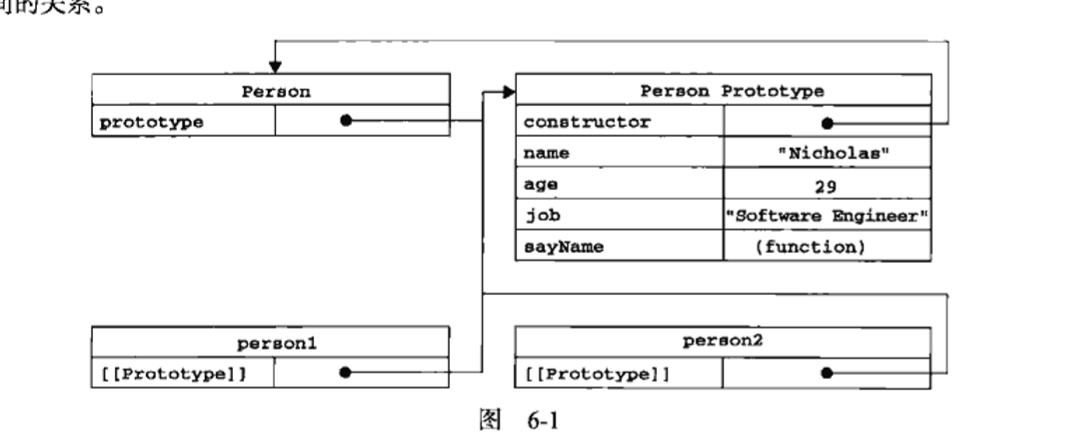 间的关系。
Person
prototype
Person Prototype
constructor
name "Nicholas"
age 29
job "Software Engineer"
sayName (function)
person1
[[Prototype]]
person2
[[Prototype]]
图 6-1